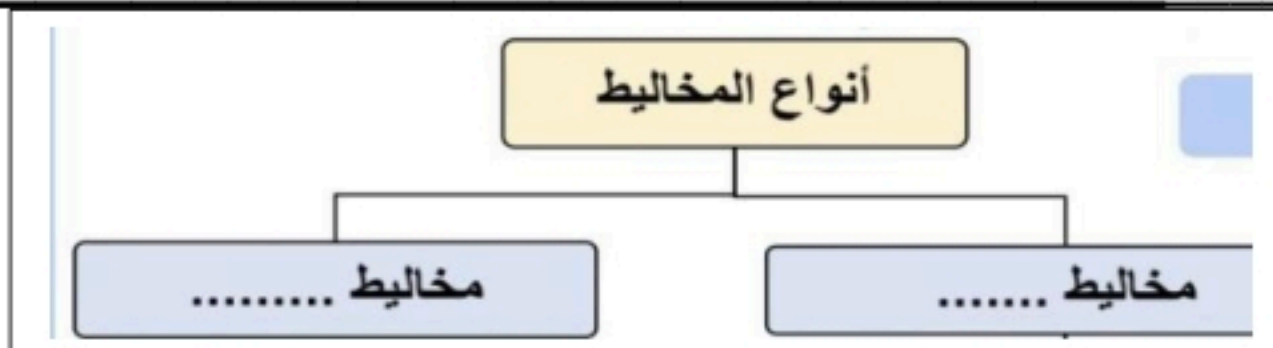 أنواع المخاليط
مخاليط .......
مخاليط .........